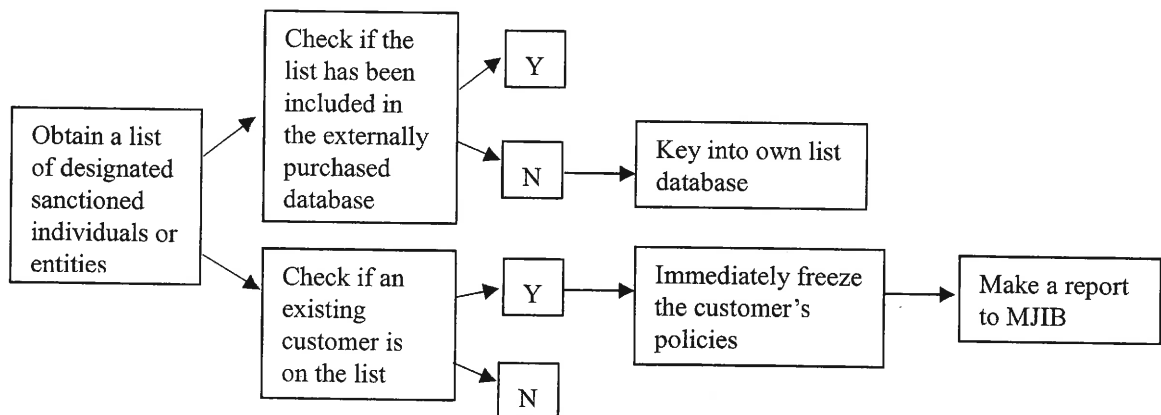 Obtain a list
of designated
sanctioned
individuals or
entities
Check if the
list has been
included in
the externally
purchased
database
Y
N
Key into own list
database
Check if an
existing
customer is
on the list
Y
Immediately freeze
the customer’s
policies
Make a report
to MJIB
N